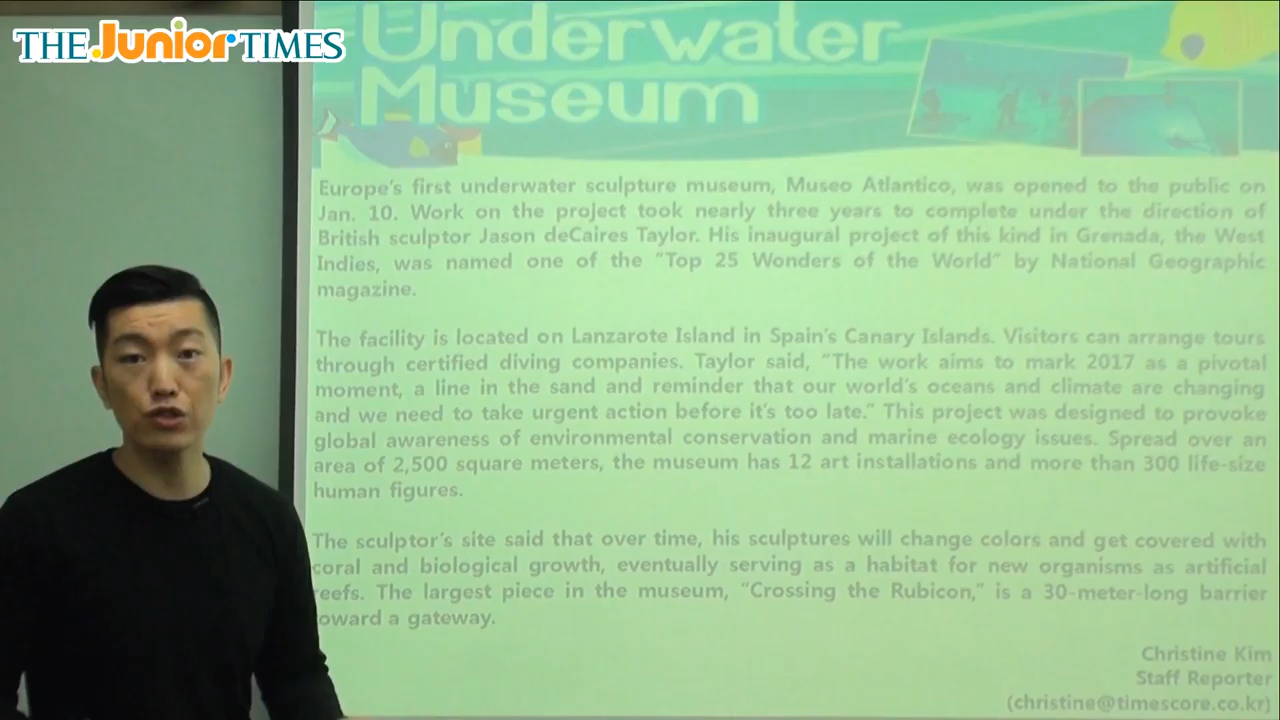 THE Junior TIMES
Underwater
Museum
Europe's first underwater sculpture museum, Museo Atlantico, was opened to the public on
Jan. 10. Work on the project took nearly three years to complete under the direction of
British sculptor Jason deCaires Taylor. His inaugural project of this kind in Grenada, the West
Indies, was named one of the "Top 25 Wonders of the World" by National Geographic
magazine.
The facility is located on Lanzarote Island in Spain's Canary Islands. Visitors can arrange tours
through certified diving companies. Taylor said, "The work aims to mark 2017 as a pivotal
moment, a line in the sand and reminder that our world's oceans and climate are changing
and we need to take urgent action before it's too late." This project was designed to provoke
global awareness of environmental conservation and marine ecology issues. Spread over an
area of 2,500 square meters, the museum has 12 art installations and more than 300 life-size
human figures.
The sculptor's site said that over time, his sculptures will change colors and get covered with
coral and biological growth, eventually serving as a habitat for new organisms as artificial
reefs. The largest piece in the museum, "Crossing the Rubicon," is a 30-meter-long barrier
toward a gateway.
Christine Kim
Staff Reporter
(christine@timescore.co.kr)